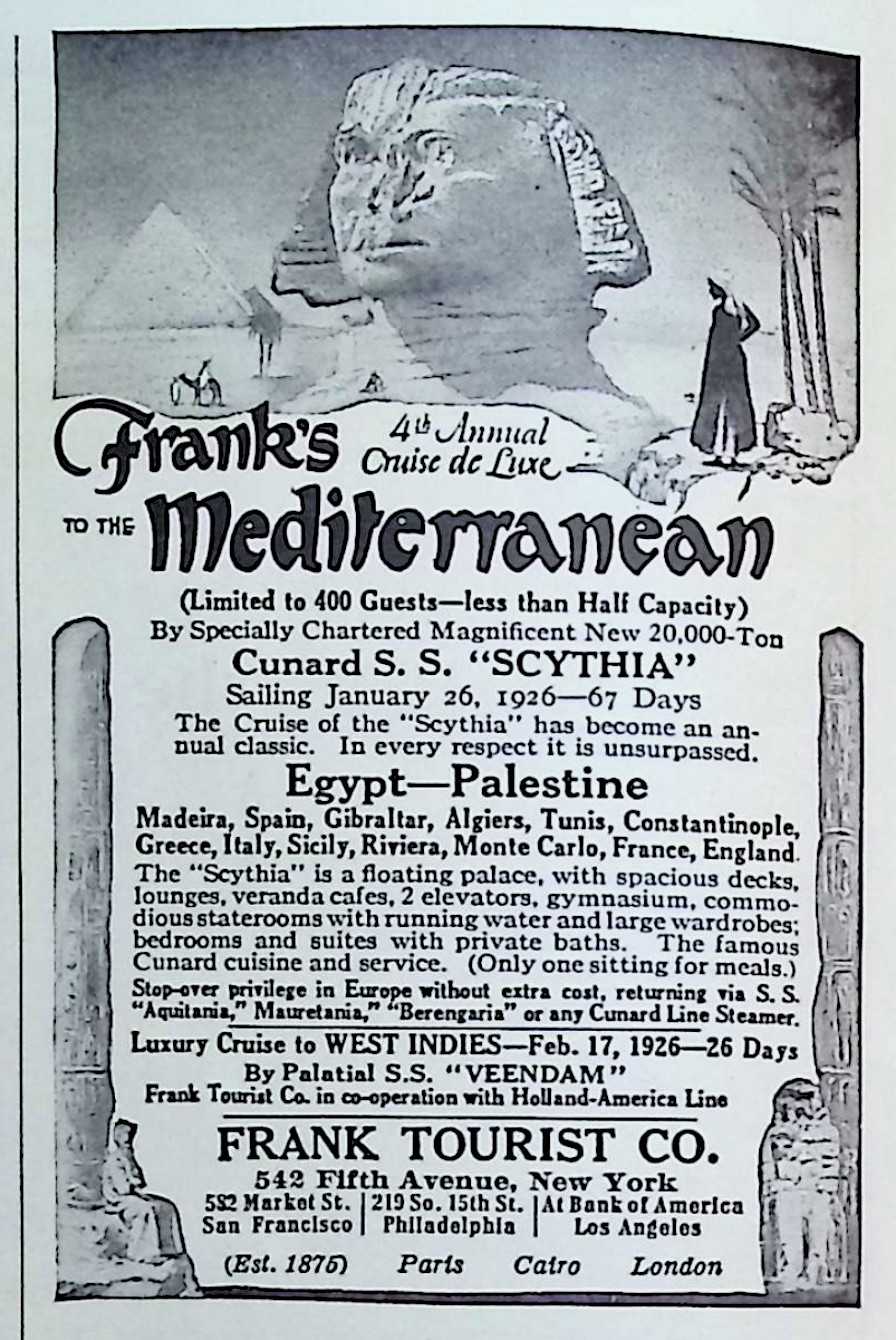 Frank's 4th Annual
Cruise de Luxe
TO THE Mediterranean
(Limited to 400 Guests—less than Half Capacity)
By Specially Chartered Magnificent New 20,000-Ton
Cunard S. S. "SCYTHIA"
Sailing January 26, 1926—67 Days
The Cruise of the "Scythia" has become an an-
nual classic. In every respect it is unsurpassed.
Egypt—Palestine
Madeira, Spain, Gibraltar, Algiers, Tunis, Constantinople,
Greece, Italy, Sicily, Riviera, Monte Carlo, France, England.
The "Scythia" is a floating palace, with spacious decks,
lounges, veranda cafes, 2 elevators, gymnasium, commo-
dious staterooms with running water and large wardrobes;
bedrooms and suites with private baths. The famous
Cunard cuisine and service. (Only one sitting for meals.)
Stop-over privilege in Europe without extra cost, returning via S. S.
"Aquitania," Mauretania," "Berengaria" or any Cunard Line Steamer.
Luxury Cruise to WEST INDIES—Feb. 17, 1926—26 Days
By Palatial S.S. "VEENDAM"
Frank Tourist Co. in co-operation with Holland-America Line
FRANK TOURIST CO.
542 Fifth Avenue, New York
582 Market St. | 219 So. 15th St. | At Bank of America
San Francisco | Philadelphia | Los Angeles
(Est. 1875) Paris Cairo London